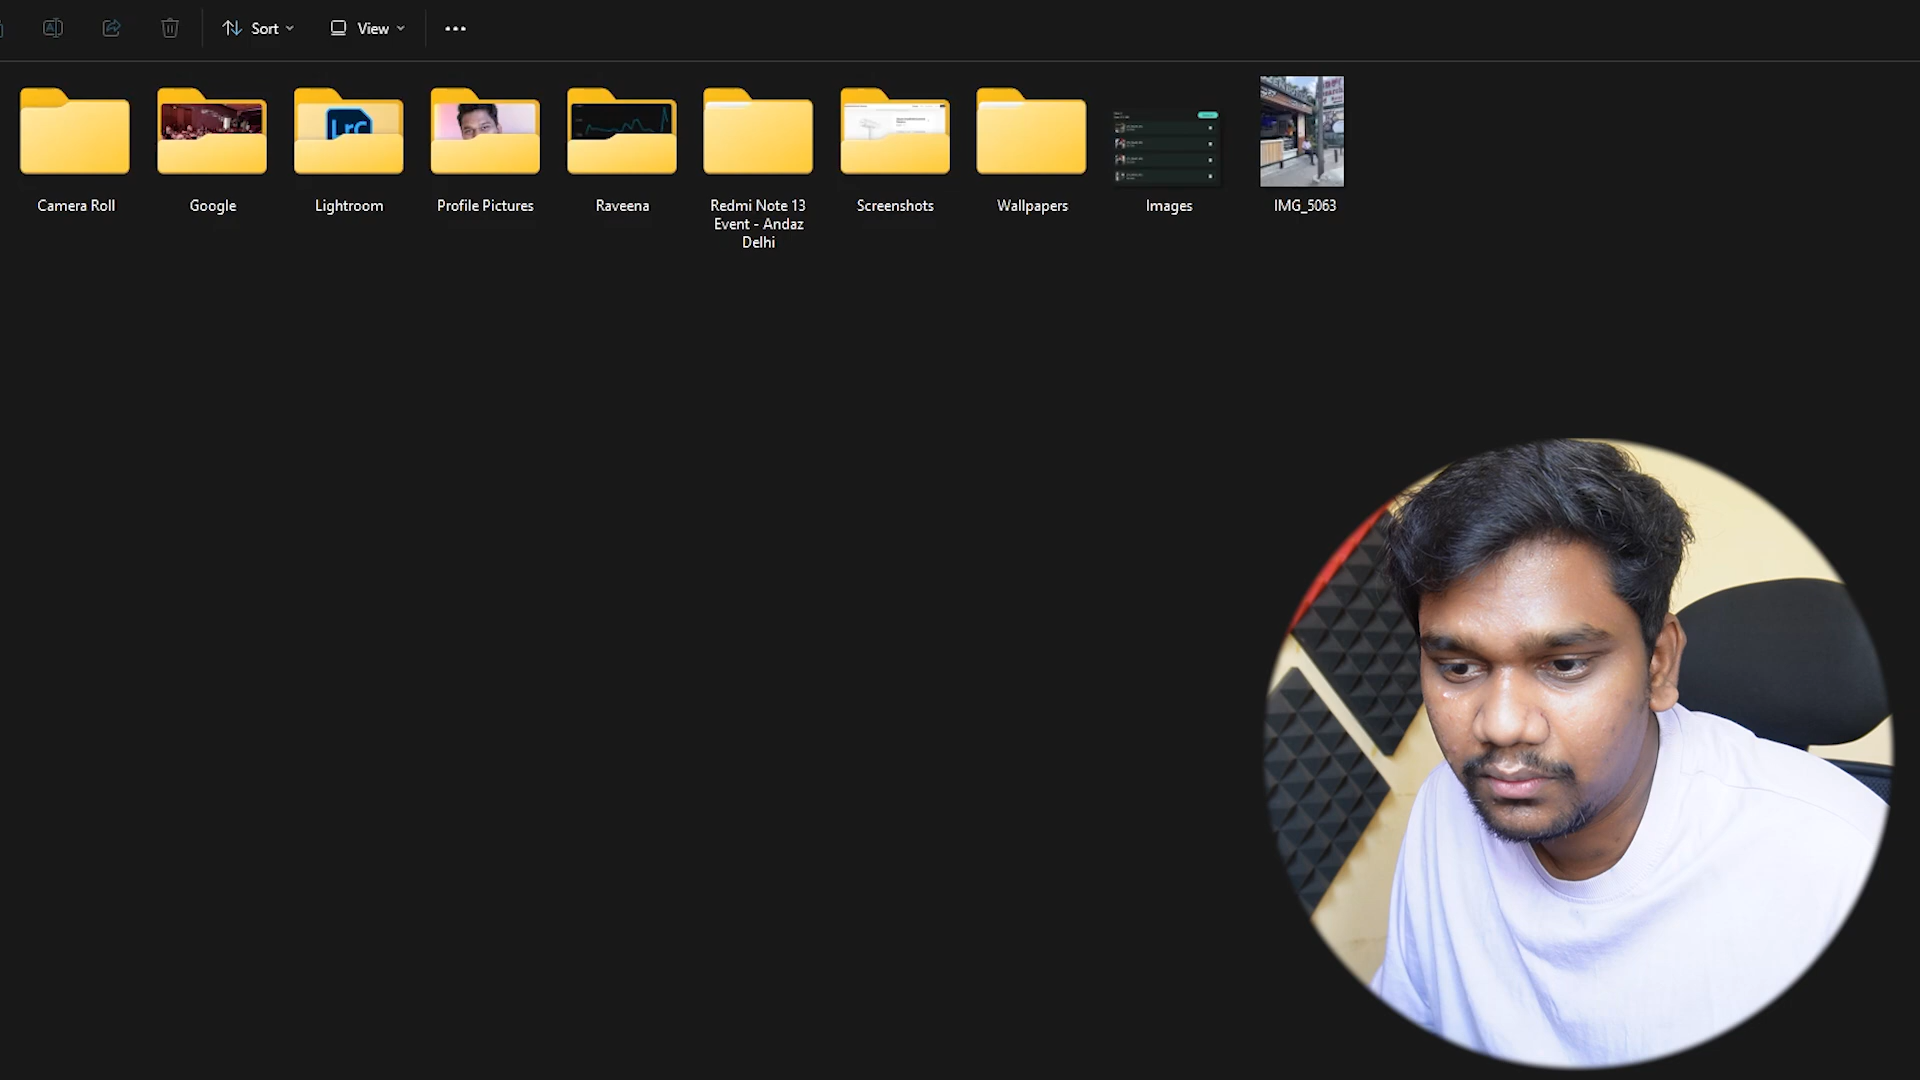 Sort
View
LrC
Camera Roll
Google
Lightroom
Profile Pictures
Raveena
Redmi Note 13
Event - Andaz
Delhi
Screenshots
Wallpapers
Images
IMG_5063